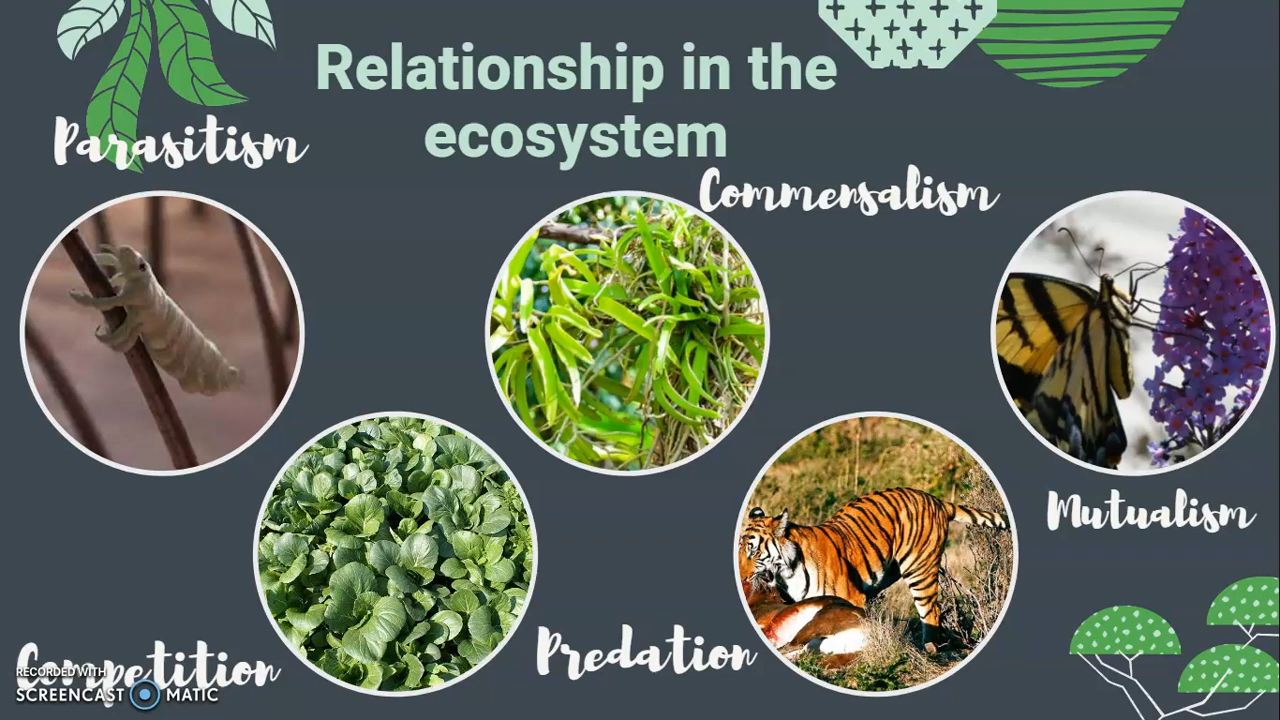 Relationship in the
ecosystem
Parasitism
Commensalism
Mutualism
Competition
Predation
RECORDED WITH
SCREENCAST MATIC